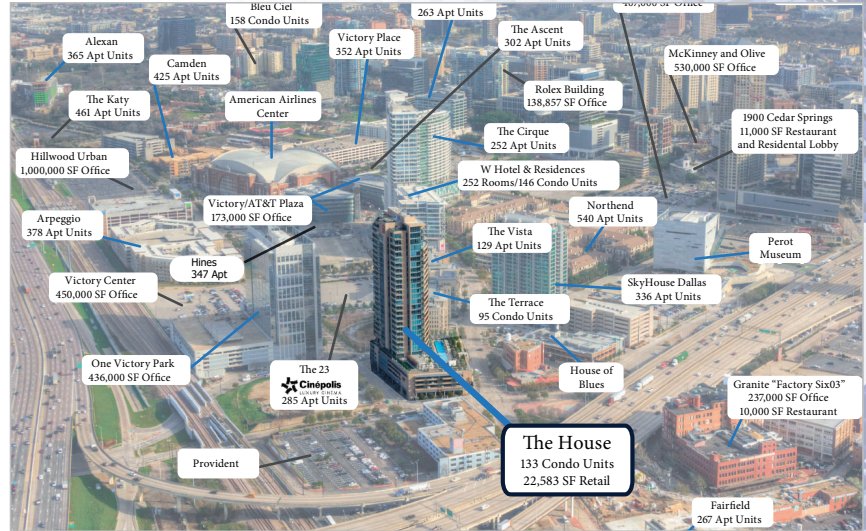 Bleu Ciel
158 Condo Units
263 Apt Units
The Ascent
302 Apt Units
467,000 SF Office
Alexan
365 Apt Units
Victory Place
352 Apt Units
McKinney and Olive
530,000 SF Office
Camden
425 Apt Units
Rolex Building
138,857 SF Office
The Katy
461 Apt Units
American Airlines
Center
1900 Cedar Springs
11,000 SF Restaurant
and Residental Lobby
The Cirque
252 Apt Units
Hillwood Urban
1,000,000 SF Office
W Hotel & Residences
252 Rooms/146 Condo Units
Victory/AT&T Plaza
173,000 SF Office
Northend
540 Apt Units
Arpeggio
378 Apt Units
The Vista
129 Apt Units
Perot
Museum
Hines
347 Apt
Victory Center
450,000 SF Office
SkyHouse Dallas
336 Apt Units
The Terrace
95 Condo Units
One Victory Park
436,000 SF Office
The 23
Cinépolis
LUXURY CINEMA
285 Apt Units
House of
Blues
Granite "Factory Six03"
237,000 SF Office
10,000 SF Restaurant
The House
133 Condo Units
22,583 SF Retail
Provident
Fairfield
267 Apt Units